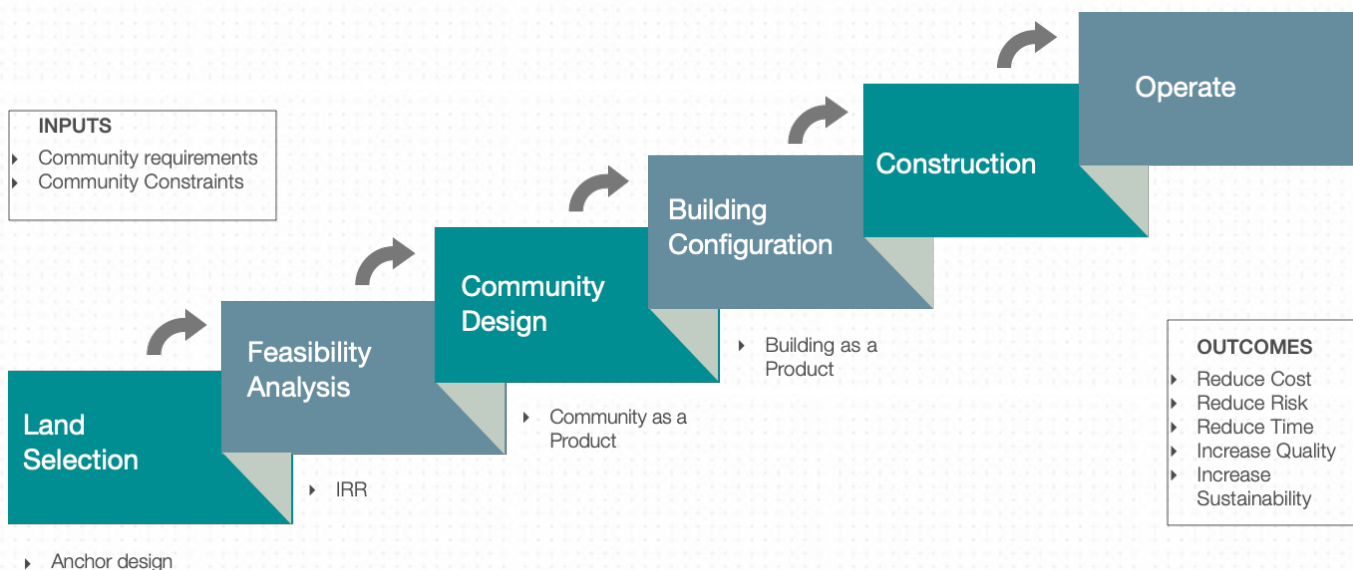 INPUTS
Community requirements
Community Constraints
Land
Selection
Anchor design
Feasibility
Analysis
IRR
Community
Design
Community as a
Product
Building
Configuration
Building as a
Product
Construction
Operate
OUTCOMES
Reduce Cost
Reduce Risk
Reduce Time
Increase Quality
Increase
Sustainability